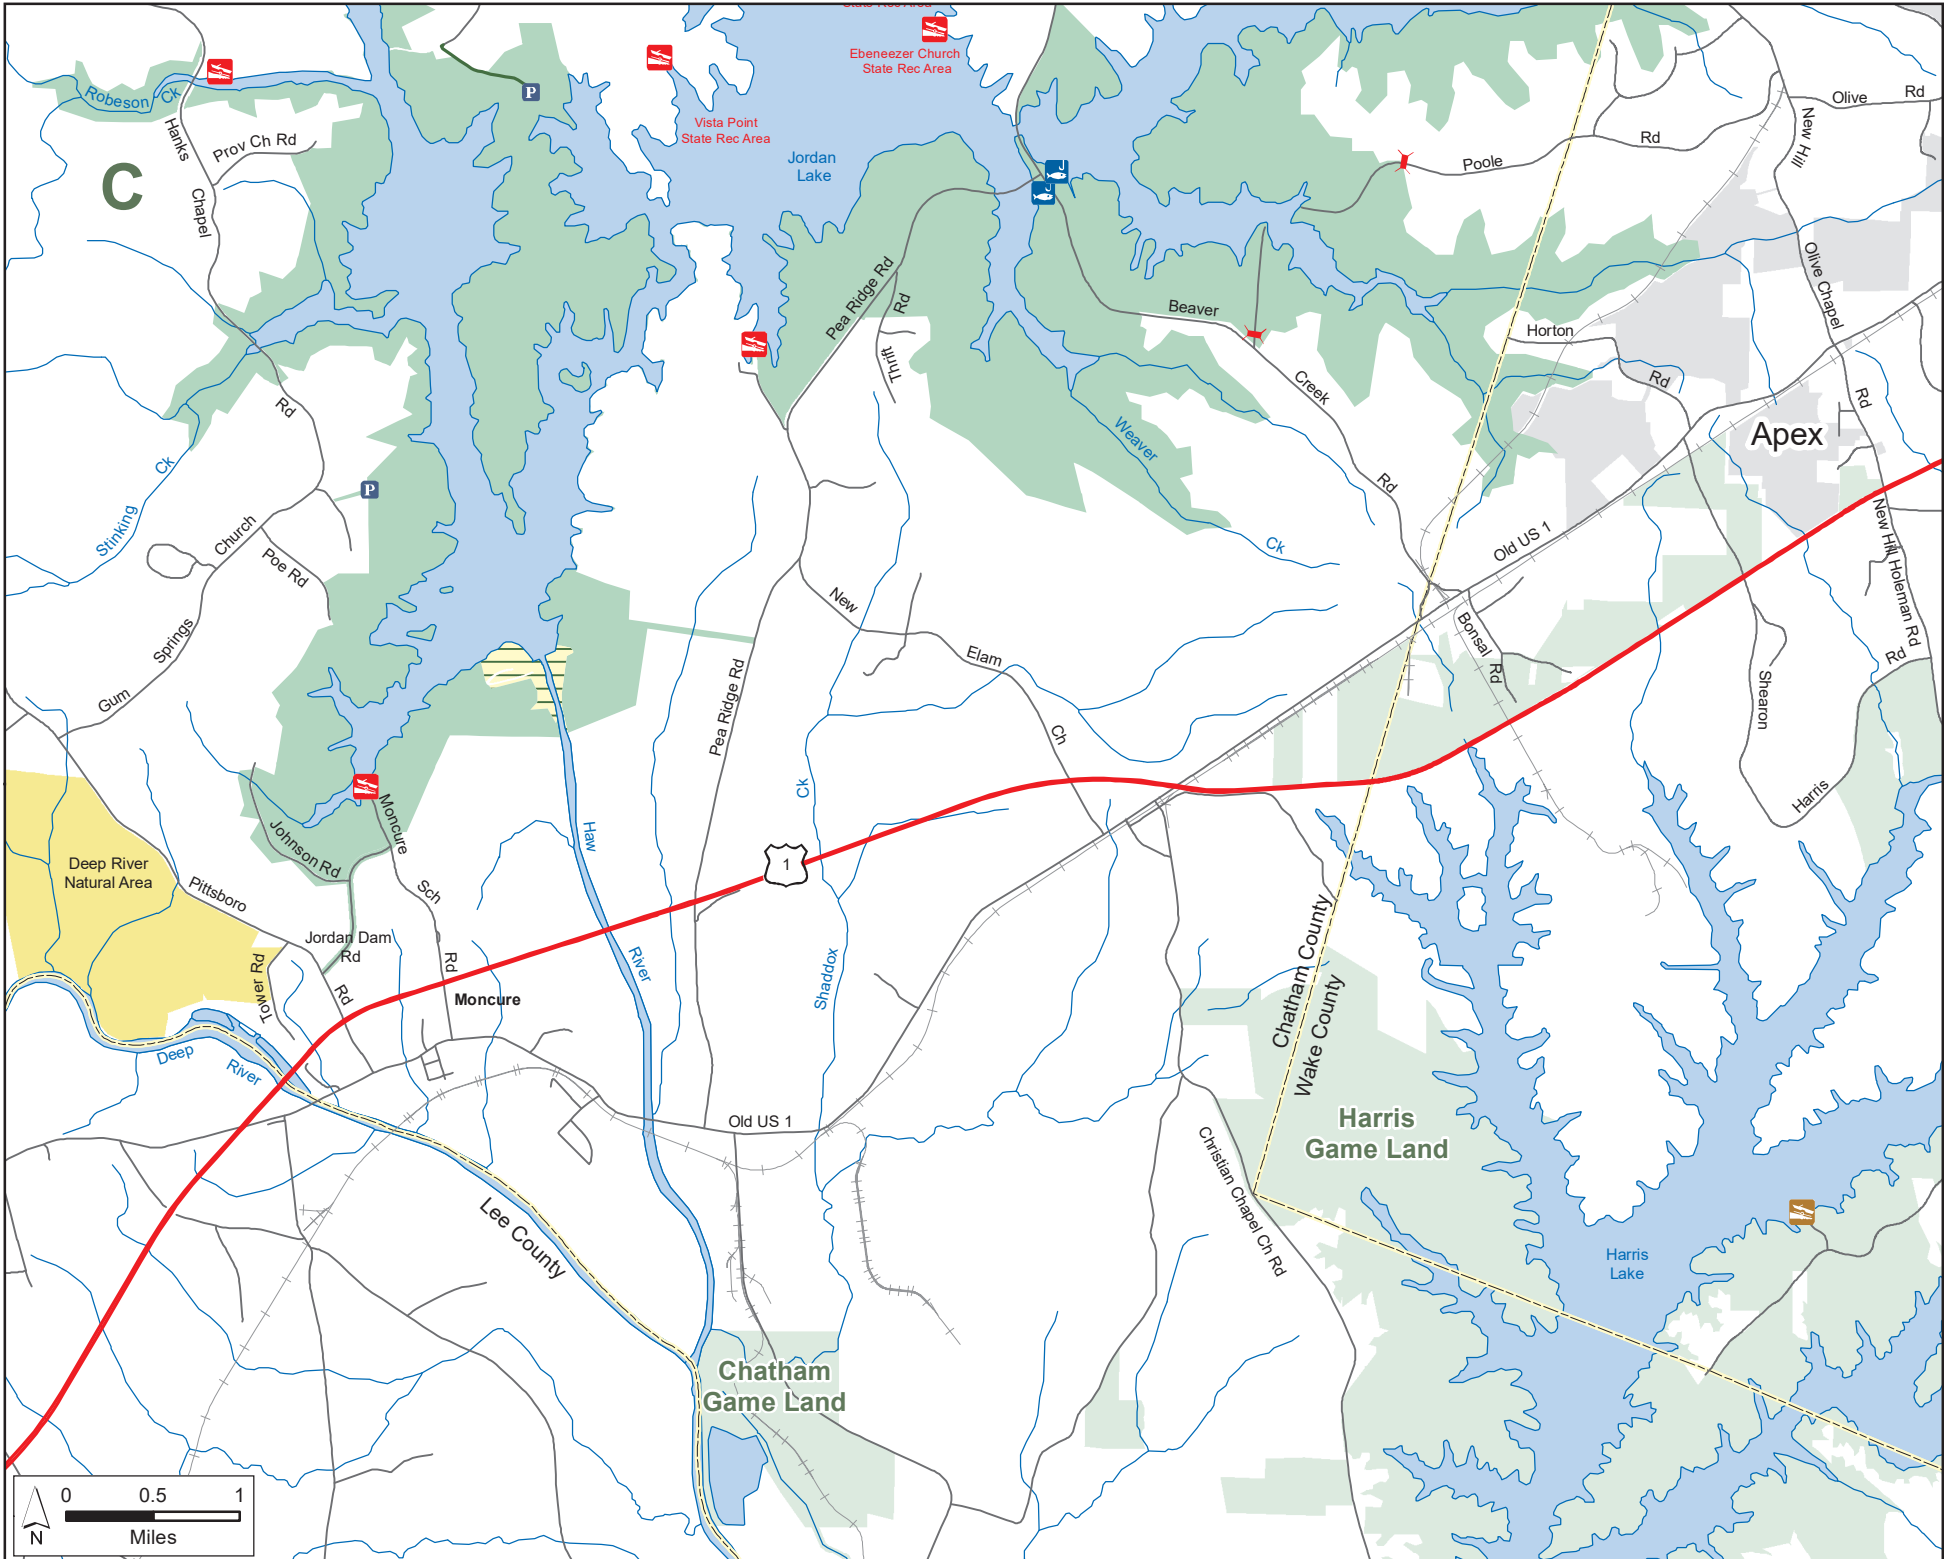 State Rec Area
Ebeneezer Church
State Rec Area
Robeson Ck
P
Olive Rd
Hanks
Prov Ch Rd
Vista Point
State Rec Area
New Hill
Rd
Poole
Jordan
Lake
C
Chapel
Pea Ridge Rd
Rd
Olive Chapel
Beaver
Horton
Thrift
Rd
Creek
Rd
Rd
Weaver
Apex
Ck
Rd
P
Stinking
Church
Poe Rd
Ck
Old US 1
New Hill Holeman Rd
New
Springs
Bonsal
Rd
Elam
Rd
Gum
Pea Ridge Rd
Shearon
Ch
Ck
Harris
Moncure
Johnson Rd
Haw
Deep River
Natural Area
1
Pittsboro
Sch
Jordan Dam
Rd
Chatham County
Wake County
Tower Rd
Rd
Rd
River
Shaddox
Moncure
Deep
River
Old US 1
Harris
Game Land
Christian Chapel Ch Rd
Lee County
Harris
Lake
Chatham
Game Land
0 0.5 1
N
Miles